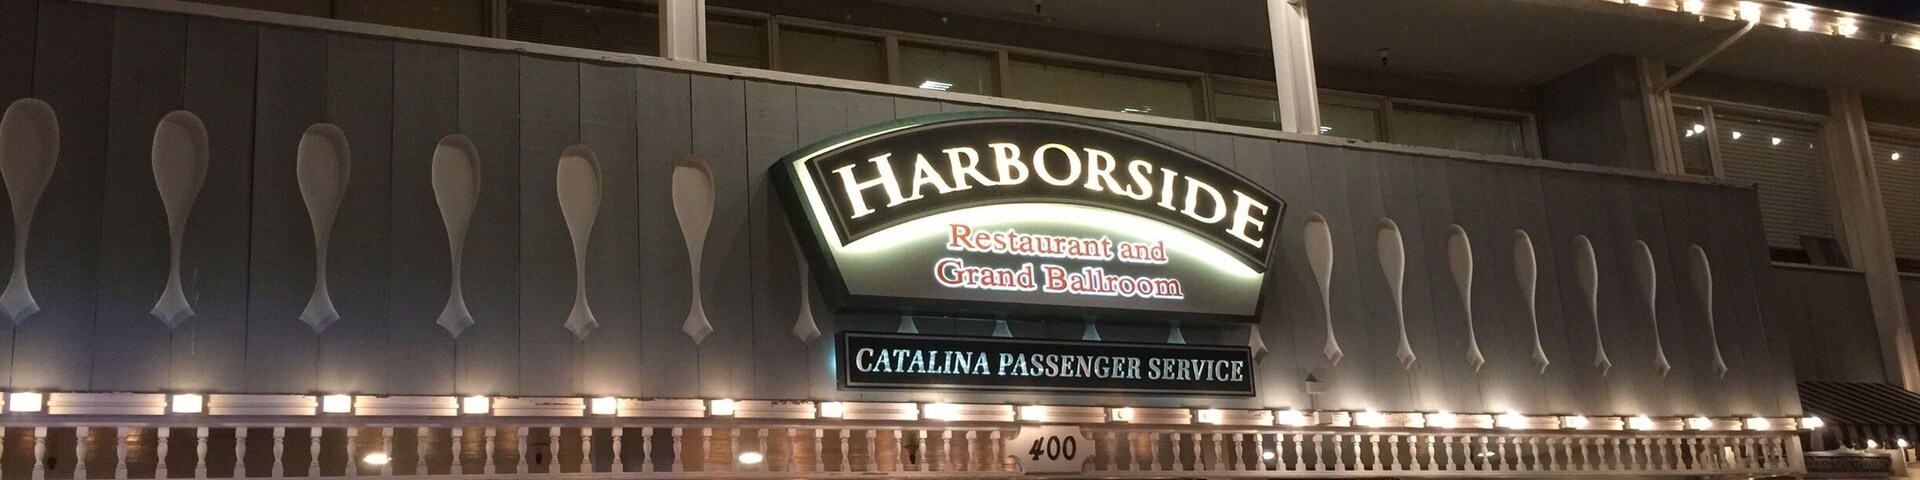 HARBORSIDE
Restaurant and
Grand Ballroom
CATALINA PASSENGER SERVICE
400